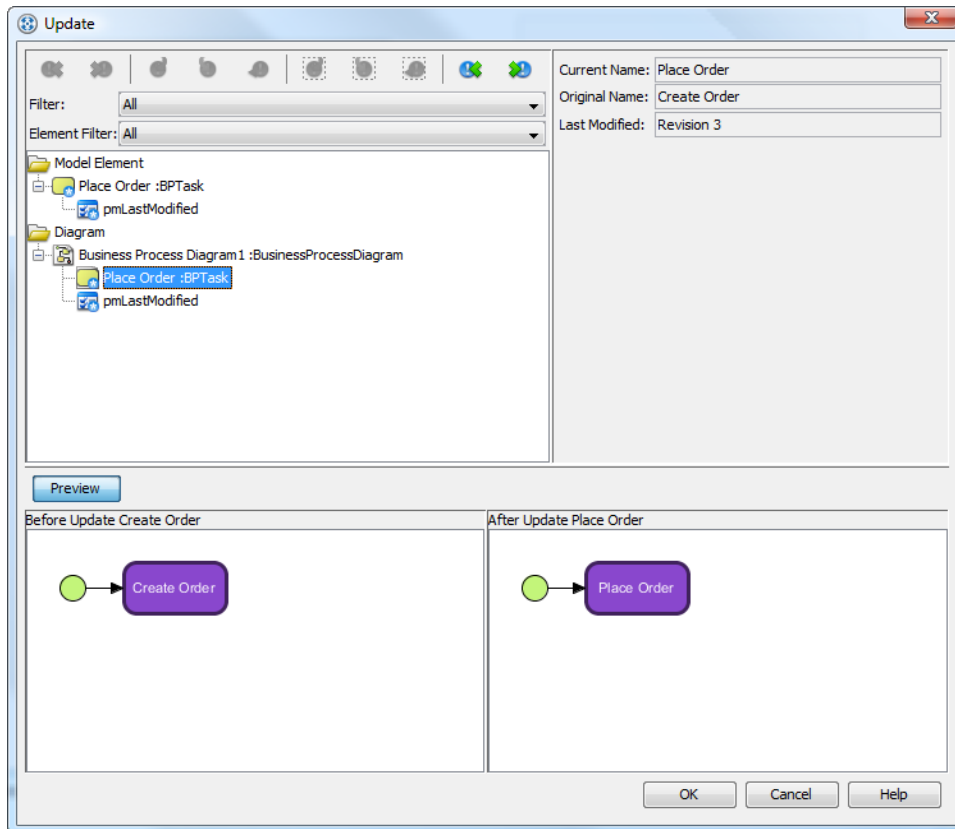 Update
Filter: All
Element Filter: All
Model Element
Place Order :BPTask
pmLastModified
Diagram
Business Process Diagram1 :BusinessProcessDiagram
Place Order :BPTask
pmLastModified
Current Name: Place Order
Original Name: Create Order
Last Modified: Revision 3
Preview
Before Update Create Order
Create Order
After Update Place Order
Place Order
OK Cancel Help